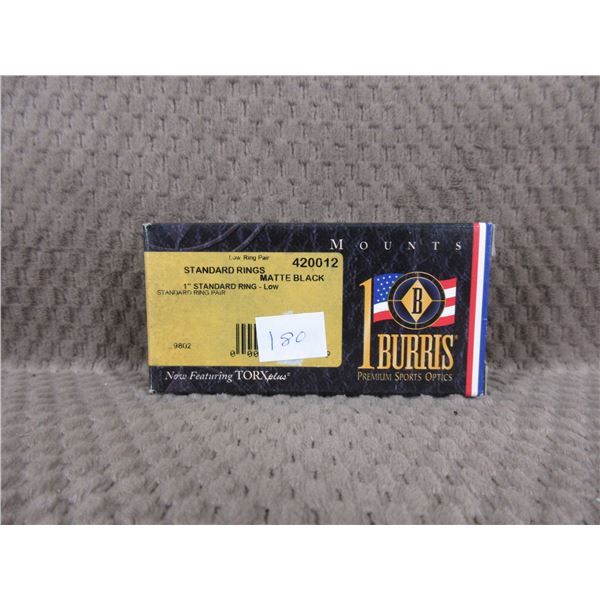 MOUNTS
Low Ring Pair
420012
STANDARD RINGS
MATTE BLACK
1" STANDARD RING - Low
STANDARD RING PAIR
9802
180
Now Featuring TORXplus®
B
1 BURRIS®
PREMIUM SPORTS OPTICS